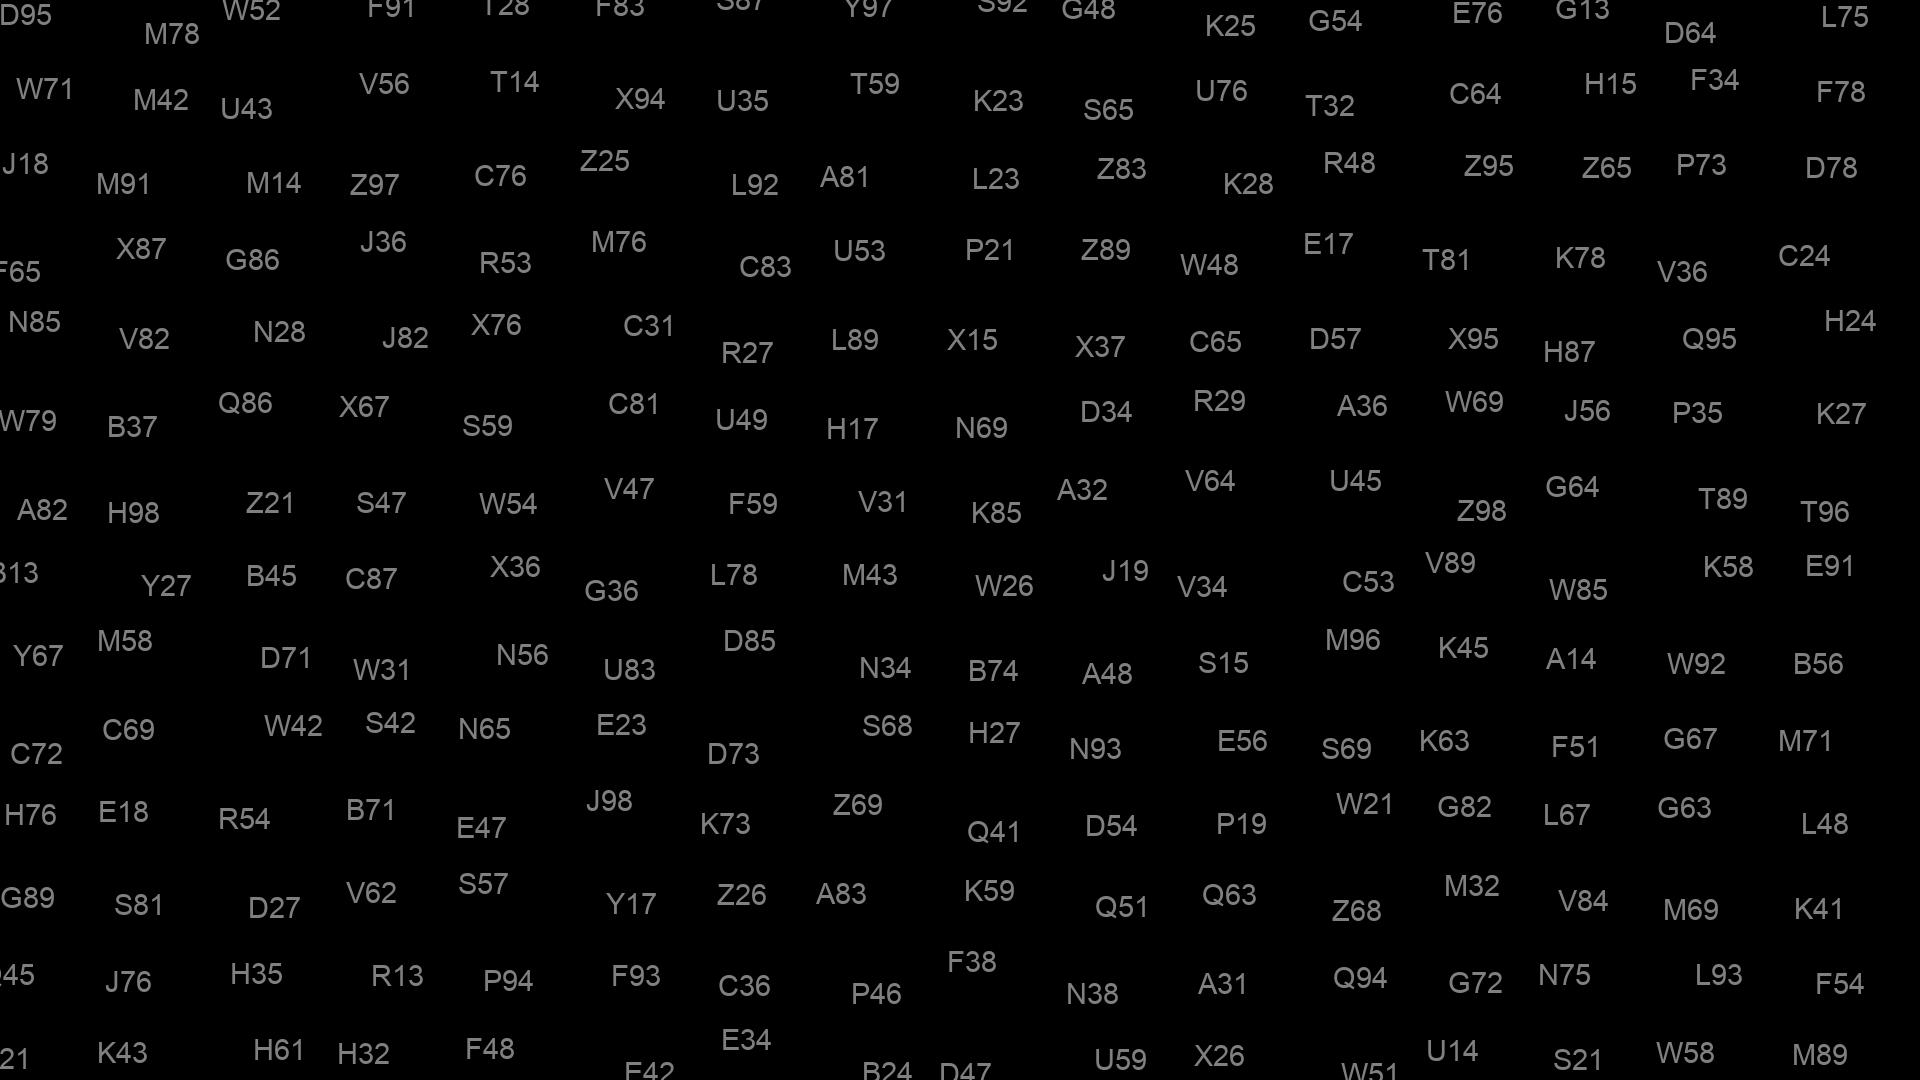 D95 M78 W52 F91 T28 F83 S87 Y97 S92 G48 K25 G54 E76 G13 D64 L75
W71 M42 U43 V56 T14 X94 U35 T59 K23 S65 U76 T32 C64 H15 F34 F78
J18 M91 M14 Z97 C76 Z25 L92 A81 L23 Z83 K28 R48 Z95 Z65 P73 D78
F65 X87 G86 J36 R53 M76 C83 U53 P21 Z89 W48 E17 T81 K78 V36 C24
N85 V82 N28 J82 X76 C31 R27 L89 X15 X37 C65 D57 X95 H87 Q95 H24
W79 B37 Q86 X67 S59 C81 U49 H17 N69 D34 R29 A36 W69 J56 P35 K27
A82 H98 Z21 S47 W54 V47 F59 V31 K85 A32 V64 U45 Z98 G64 T89 T96
B13 Y27 B45 C87 X36 G36 L78 M43 W26 J19 V34 C53 V89 W85 K58 E91
Y67 M58 D71 W31 N56 U83 D85 N34 B74 A48 S15 M96 K45 A14 W92 B56
C72 C69 W42 S42 N65 E23 D73 S68 H27 N93 E56 S69 K63 F51 G67 M71
H76 E18 R54 B71 E47 J98 K73 Z69 Q41 D54 P19 W21 G82 L67 G63 L48
G89 S81 D27 V62 S57 Y17 Z26 A83 K59 Q51 Q63 Z68 M32 V84 M69 K41
J76 H35 R13 P94 F93 C36 P46 F38 N38 A31 Q94 G72 N75 L93 F54
21 K43 H61 H32 F48 E34 B24 D47 U59 X26 W51 U14 S21 W58 M89